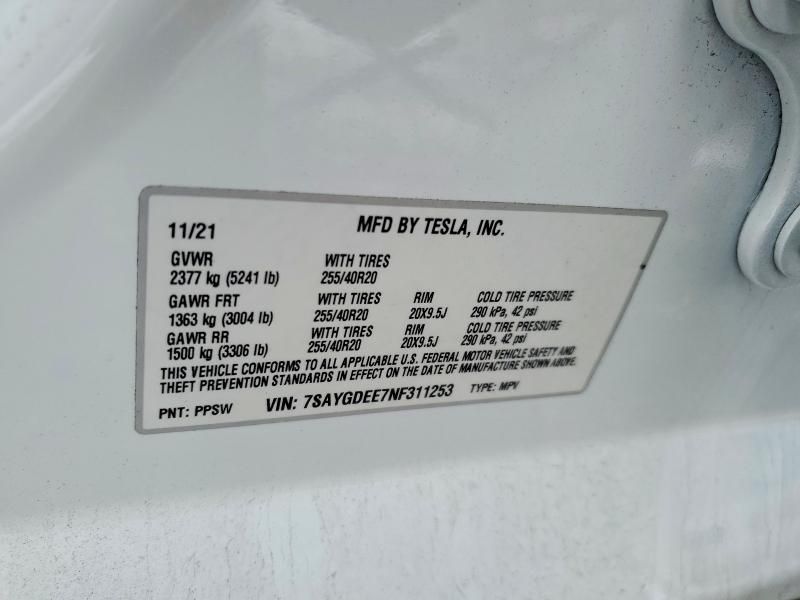 11/21 MFD BY TESLA, INC.
GVWR WITH TIRES
2377 kg (5241 lb) 255/40R20
GAWR FRT WITH TIRES RIM COLD TIRE PRESSURE
1363 kg (3004 lb) 255/40R20 20X9.5J 290 kPa, 42 psi
GAWR RR WITH TIRES RIM COLD TIRE PRESSURE
1500 kg (3306 lb) 255/40R20 20X9.5J 290 kPa, 42 psi
THIS VEHICLE CONFORMS TO ALL APPLICABLE U.S. FEDERAL MOTOR VEHICLE SAFETY AND
THEFT PREVENTION STANDARDS IN EFFECT ON THE DATE OF MANUFACTURE SHOWN ABOVE.
PNT: PPSW VIN: 7SAYGDEE7NF311253 TYPE: MPV